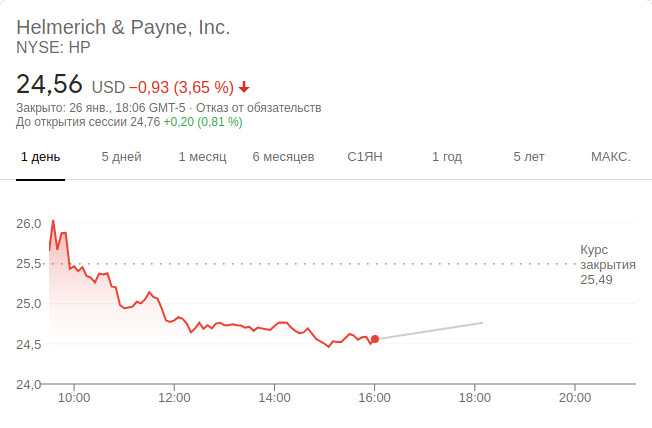 Helmerich & Payne, Inc.
NYSE: HP
24,56 USD −0,93 (3,65 %)
Закрыто: 26 янв., 18:06 GMT-5 · Отказ от обязательств
До открытия сессии 24,76 +0,20 (0,81 %)
1 день 5 дней 1 месяц 6 месяцев С1ЯН 1 год 5 лет МАКС.
26,0
25,5
25,0
24,5
24,0
Курс
закрытия
25,49
10:00 12:00 14:00 16:00 18:00 20:00